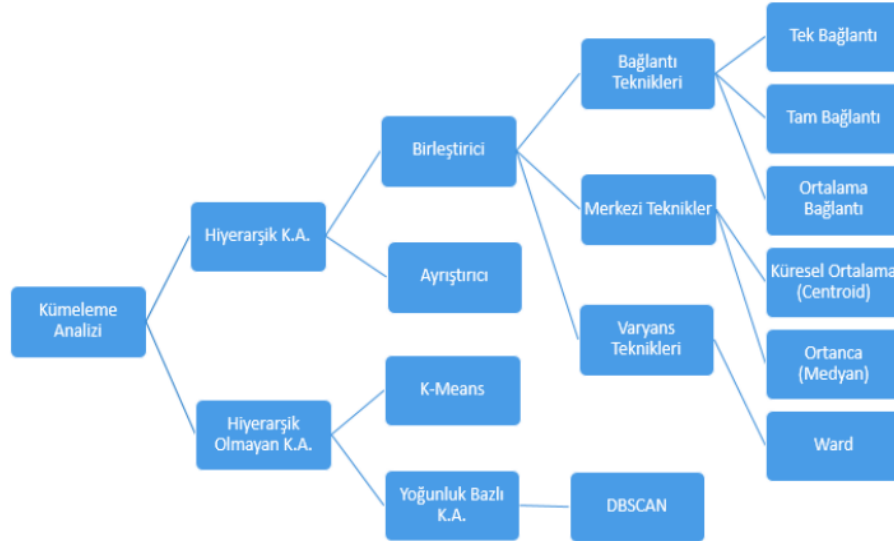 Kümeleme
Analizi
Hiyerarşik K.A.
Hiyerarşik
Olmayan K.A.
Birleştirici
Ayrıştırıcı
K-Means
Yoğunluk Bazlı
K.A.
Bağlantı
Teknikleri
Merkezi Teknikler
Varyans
Teknikleri
DBSCAN
Tek Bağlantı
Tam Bağlantı
Ortalama
Bağlantı
Küresel Ortalama
(Centroid)
Ortanca
(Medyan)
Ward